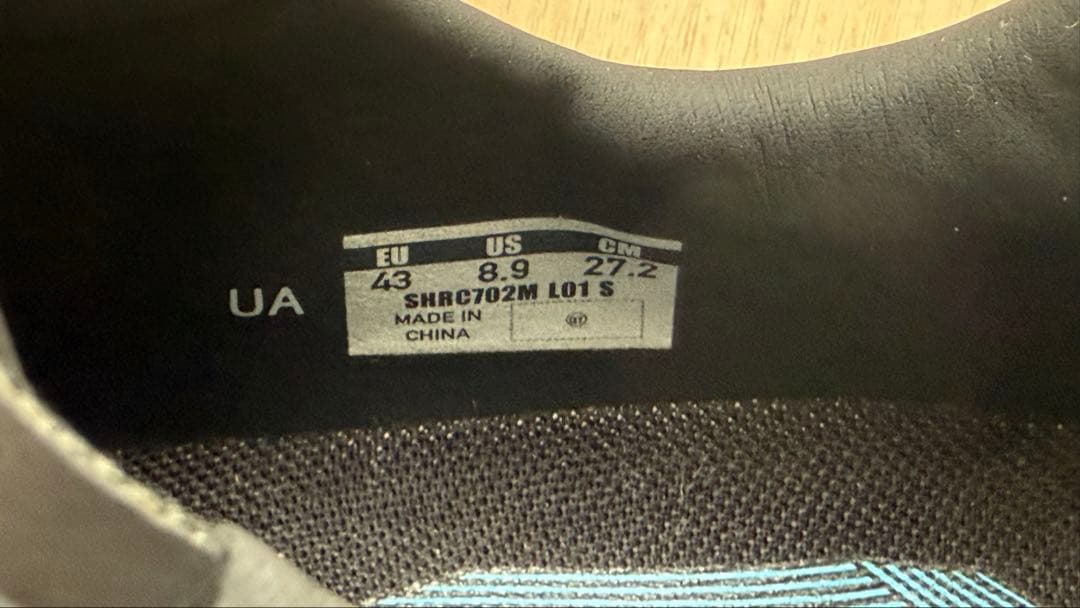 UA
EU US CM
43 8.9 27.2
SHRC702M L01 S
MADE IN
CHINA